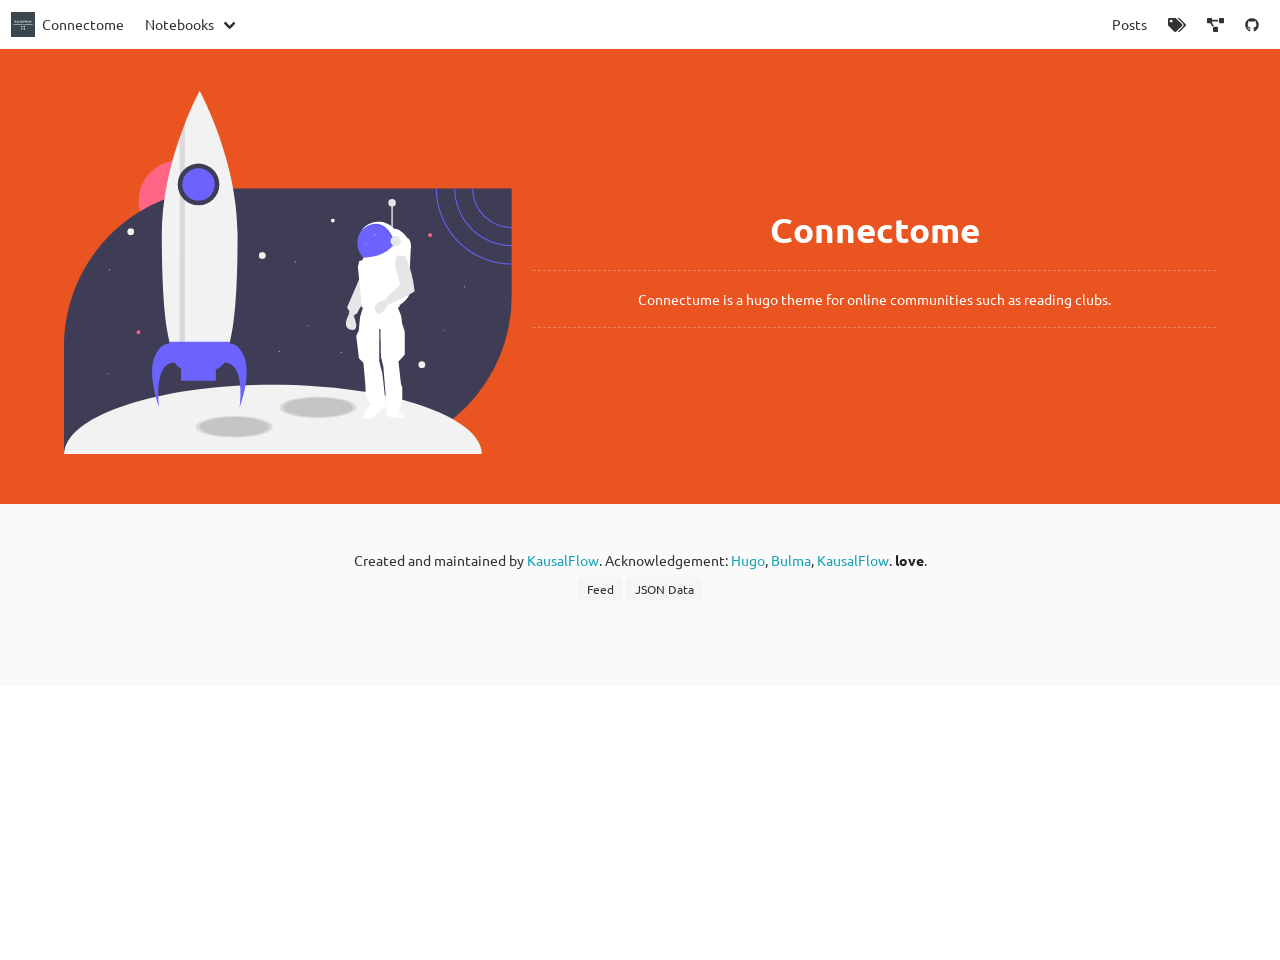 Connectome
Notebooks
Posts
Connectome
Connectume is a hugo theme for online communities such as reading clubs.
Created and maintained by KausalFlow. Acknowledgement: Hugo, Bulma, KausalFlow. love.
Feed
JSON Data